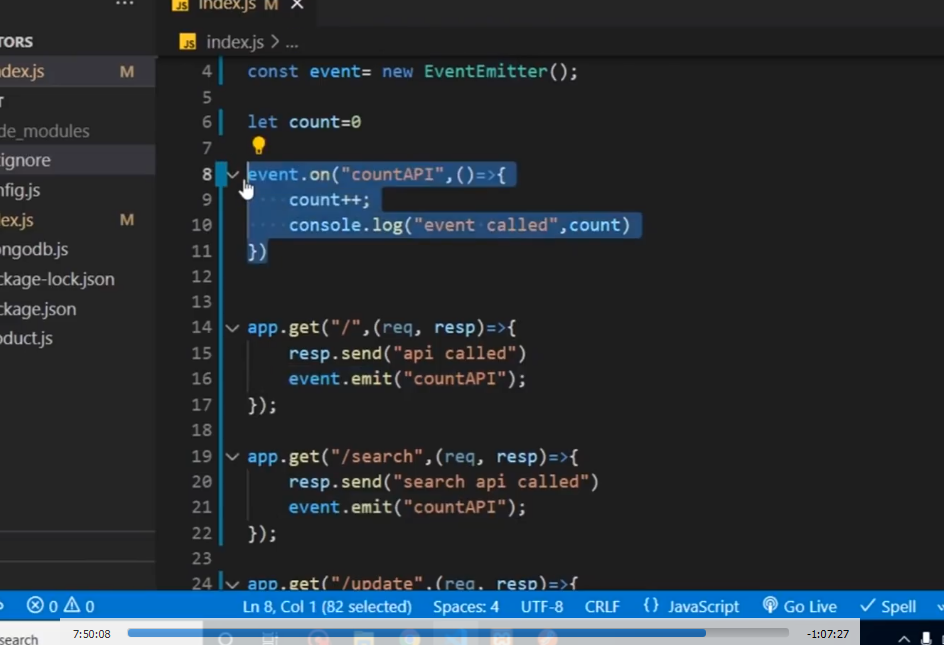 ... JS index.js M ×
TORS JS index.js > ...
dex.js M
T
de_modules
ignore
nfig.js
ex.js M
ongodb.js
ckage-lock.json
ckage.json
oduct.js
4 const event= new EventEmitter();
5
6 let count=0
7
8 event.on("countAPI",()=>{
9 count++;
10 console.log("event called",count)
11 })
12
13
14 app.get("/",(req, resp)=>{
15 resp.send("api called")
16 event.emit("countAPI");
17 });
18
19 app.get("/search",(req, resp)=>{
20 resp.send("search api called")
21 event.emit("countAPI");
22 });
23
24 app.get("/update",(req, resp)=>{
0 0 Ln 8, Col 1 (82 selected) Spaces: 4 UTF-8 CRLF {} JavaScript Go Live Spell
search 7:50:08 -1:07:27